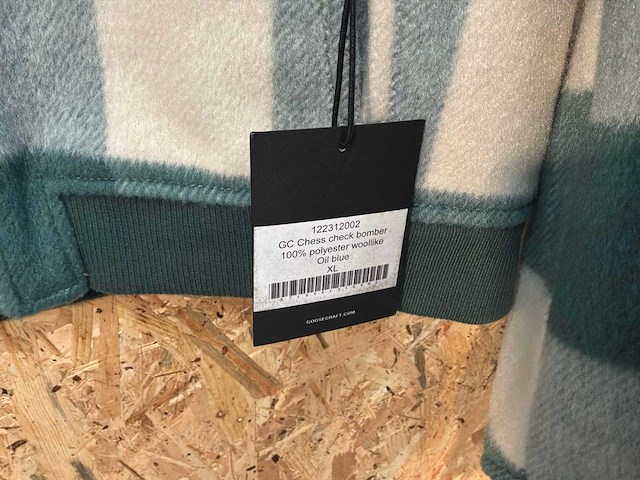 122312002
GC Chess check bomber
100% polyester woollike
Oil blue
XL
GOOSECRAFT.COM